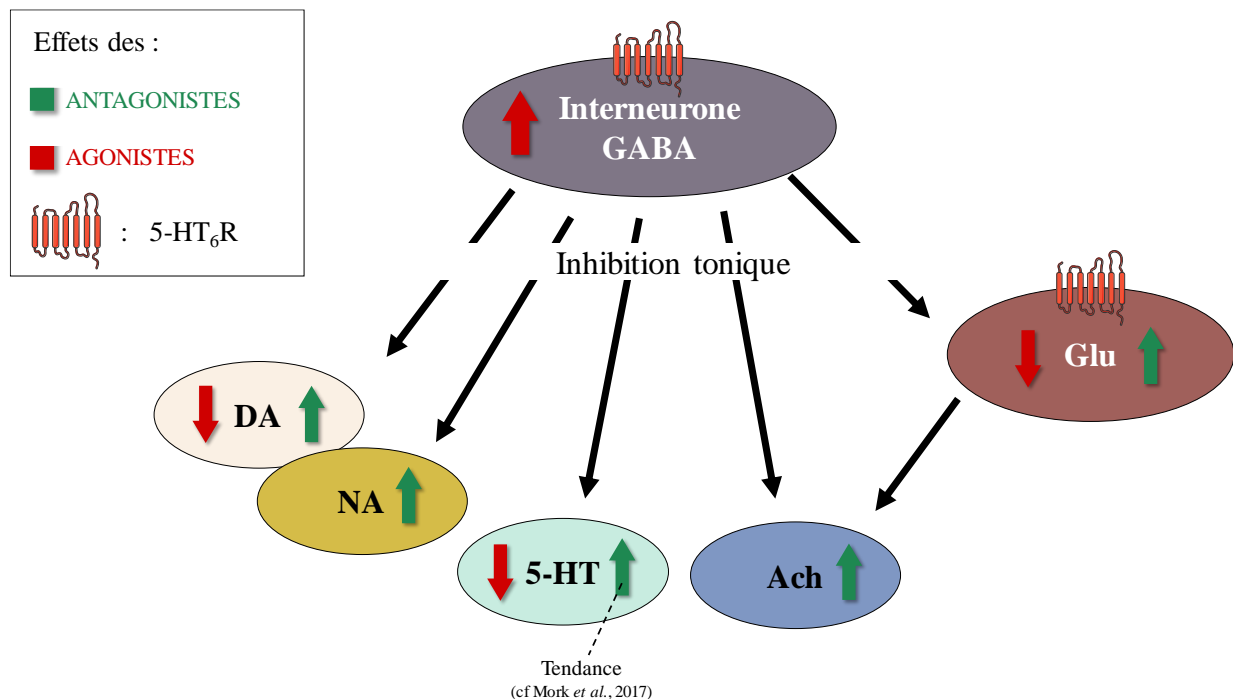 Effets des :
ANTAGONISTES
AGONISTES
: 5-HT₆R
Interneurone
GABA
Inhibition tonique
Glu
DA
NA
5-HT
Ach
Tendance
(cf Mork et al., 2017)